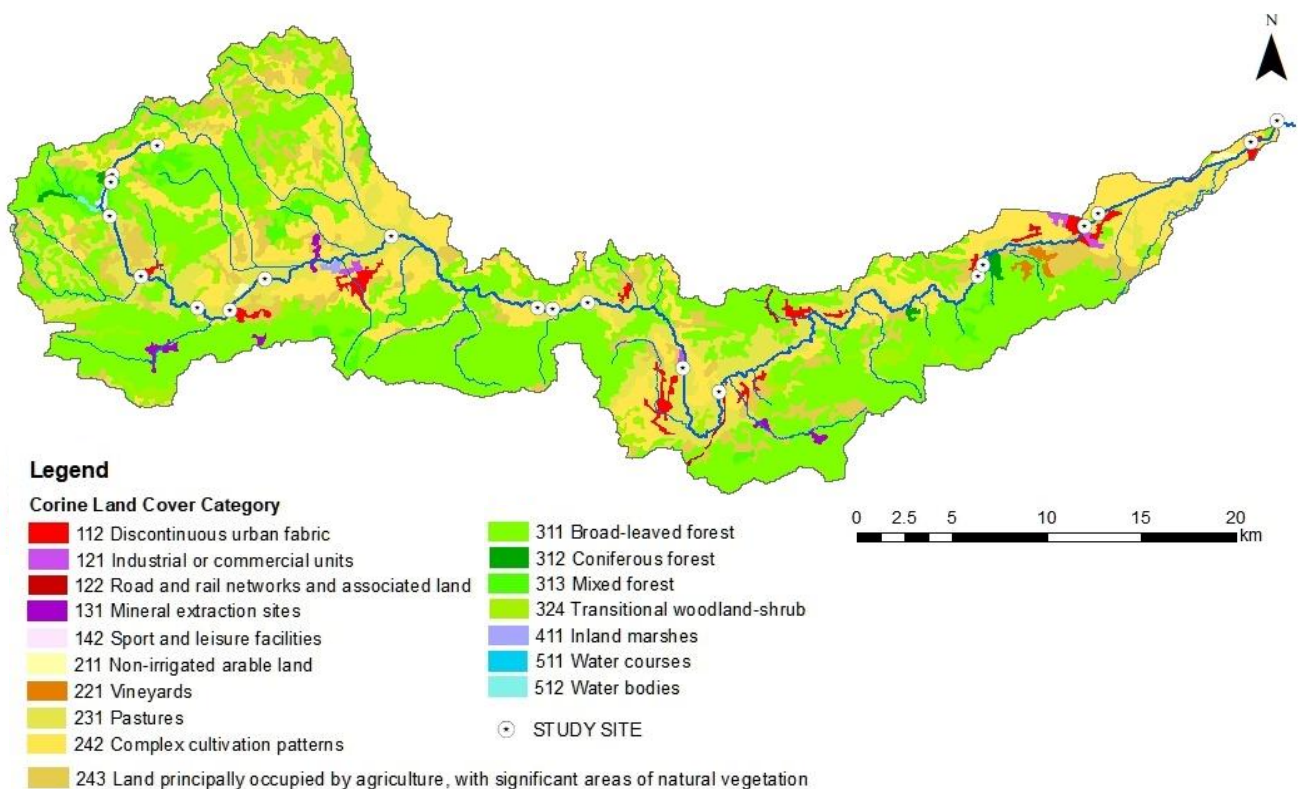 N
Legend
Corine Land Cover Category
112 Discontinuous urban fabric
121 Industrial or commercial units
122 Road and rail networks and associated land
131 Mineral extraction sites
142 Sport and leisure facilities
211 Non-irrigated arable land
221 Vineyards
231 Pastures
242 Complex cultivation patterns
243 Land principally occupied by agriculture, with significant areas of natural vegetation
311 Broad-leaved forest
312 Coniferous forest
313 Mixed forest
324 Transitional woodland-shrub
411 Inland marshes
511 Water courses
512 Water bodies
STUDY SITE
0 2.5 5 10 15 20
km